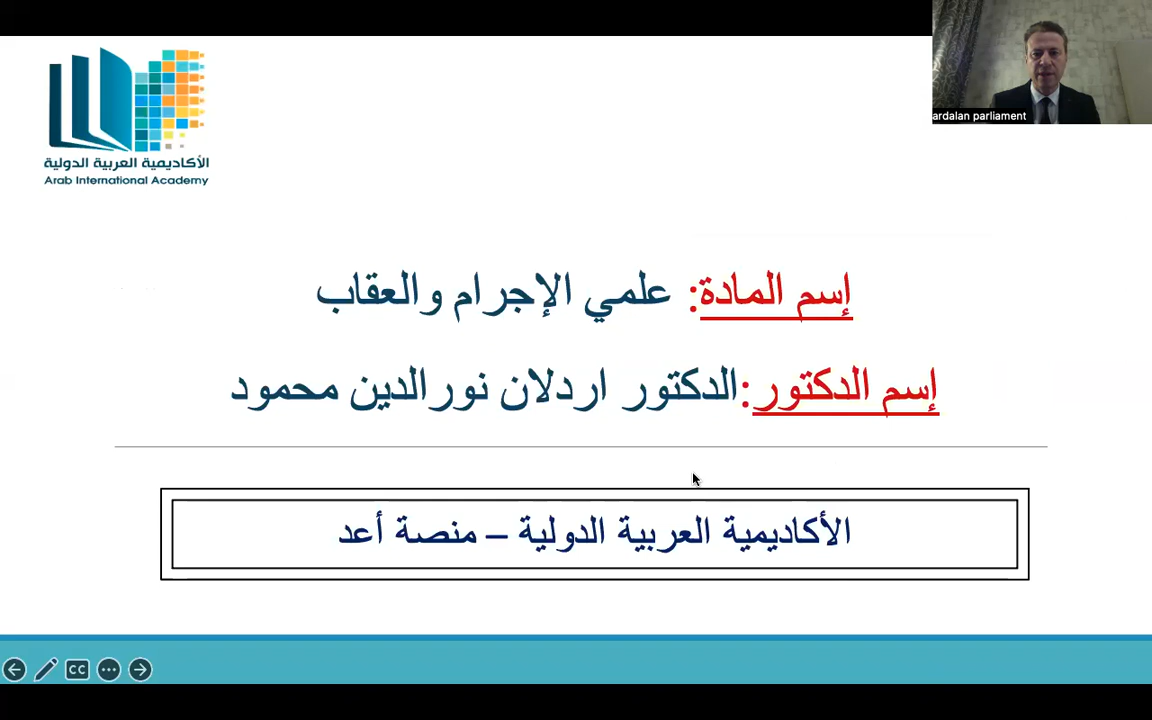 ardalan parliament
الأكاديمية العربية الدولية
Arab International Academy
إسم المادة: علمي الإجرام والعقاب
إسم الدكتور:الدكتور اردلان نورالدين محمود
الأكاديمية العربية الدولية – منصة أعد
CC